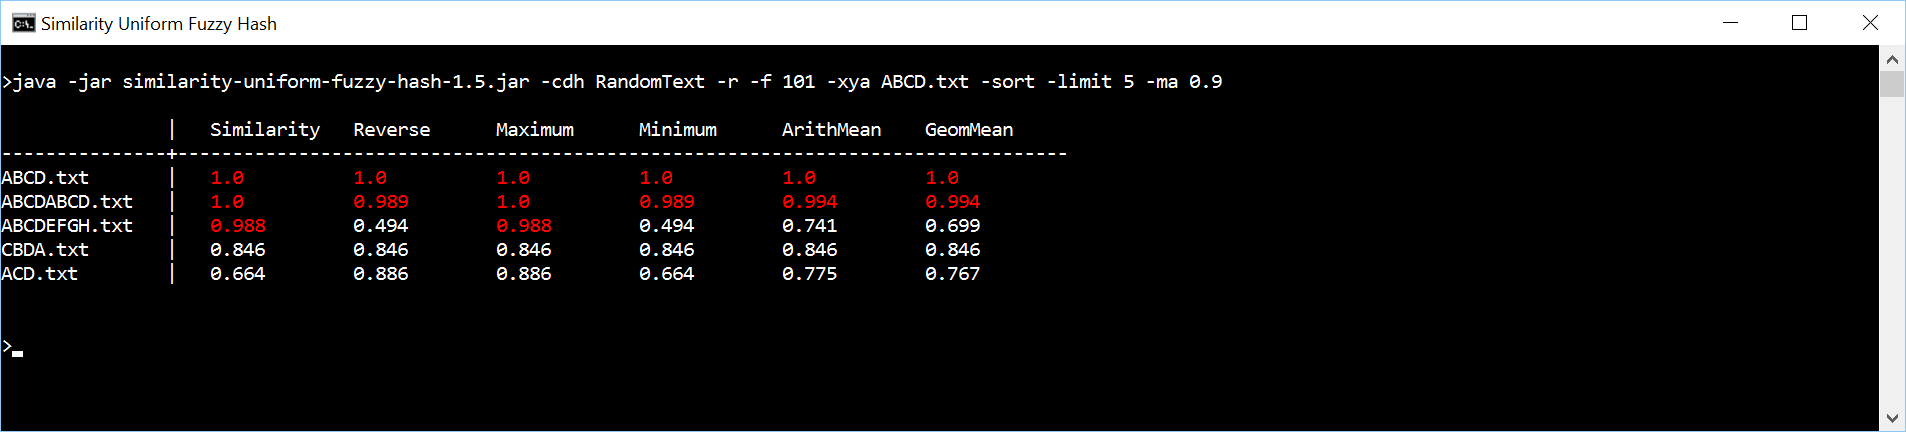 Similarity Uniform Fuzzy Hash
>java -jar similarity-uniform-fuzzy-hash-1.5.jar -cdh RandomText -r -f 101 -xya ABCD.txt -sort -limit 5 -ma 0.9
| Similarity Reverse Maximum Minimum ArithMean GeomMean
---------------+---------------------------------------------------------------------------------
ABCD.txt | 1.0 1.0 1.0 1.0 1.0 1.0
ABCDABCD.txt | 1.0 0.989 1.0 0.989 0.994 0.994
ABCDEFGH.txt | 0.988 0.494 0.988 0.494 0.741 0.699
CBDA.txt | 0.846 0.846 0.846 0.846 0.846 0.846
ACD.txt | 0.664 0.886 0.886 0.664 0.775 0.767
>_